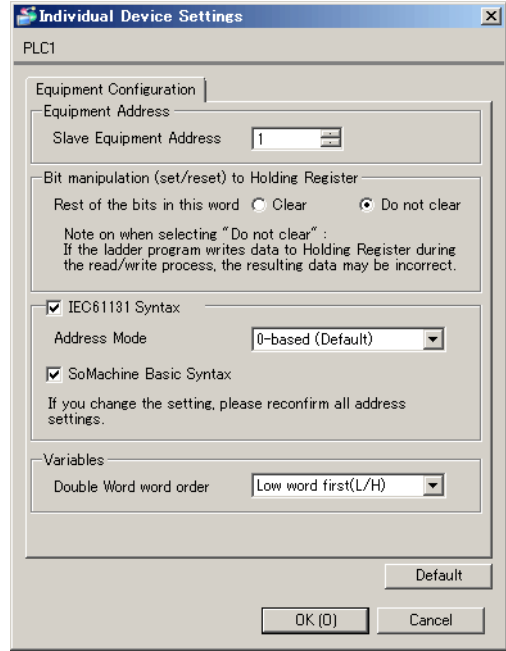 Individual Device Settings
PLC1
Equipment Configuration
Equipment Address
Slave Equipment Address 1
Bit manipulation (set/reset) to Holding Register
Rest of the bits in this word Clear Do not clear
Note on when selecting "Do not clear" :
If the ladder program writes data to Holding Register during
the read/write process, the resulting data may be incorrect.
IEC61131 Syntax
Address Mode 0-based (Default)
SoMachine Basic Syntax
If you change the setting, please reconfirm all address
settings.
Variables
Double Word word order Low word first(L/H)
Default
OK (O) Cancel